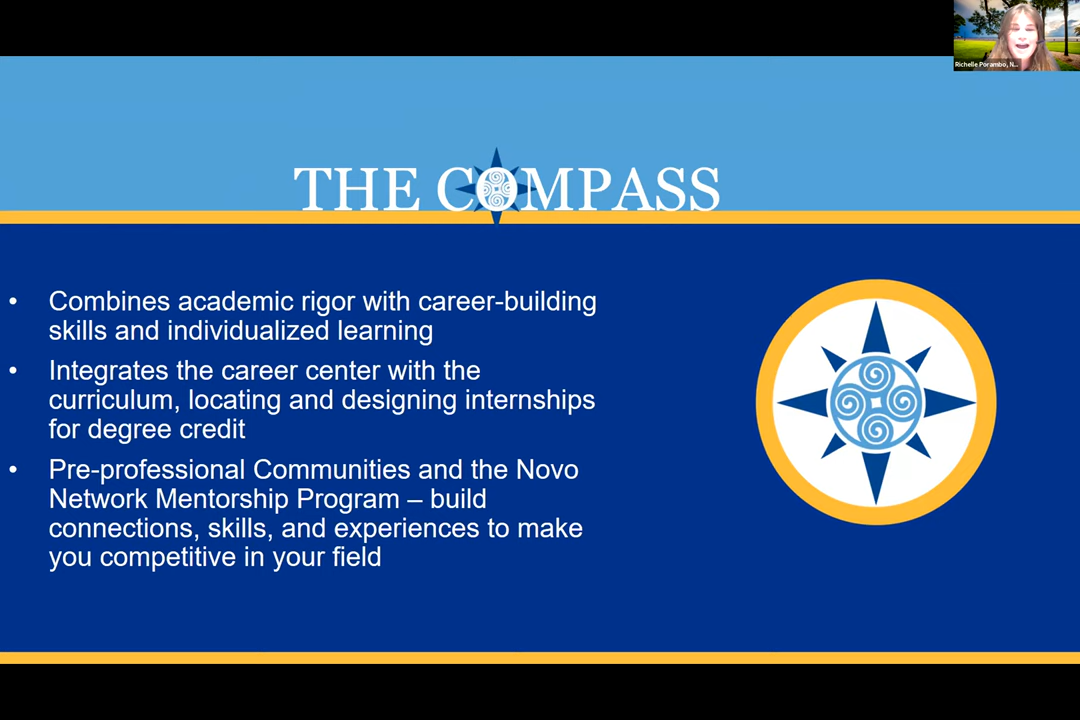 Richelle Porambo, N...
THE COMPASS
• Combines academic rigor with career-building
skills and individualized learning
• Integrates the career center with the
curriculum, locating and designing internships
for degree credit
• Pre-professional Communities and the Novo
Network Mentorship Program – build
connections, skills, and experiences to make
you competitive in your field